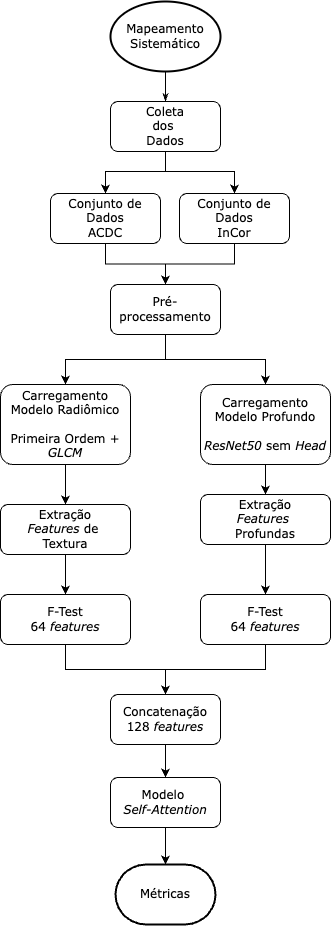 Mapeamento
Sistemático
Coleta
dos
Dados
Conjunto de
Dados
ACDC
Conjunto de
Dados
InCor
Pré-
processamento
Carregamento
Modelo Radiômico
Primeira Ordem +
GLCM
Carregamento
Modelo Profundo
ResNet50 sem Head
Extração
Features de
Textura
Extração
Features
Profundas
F-Test
64 features
F-Test
64 features
Concatenação
128 features
Modelo
Self-Attention
Métricas